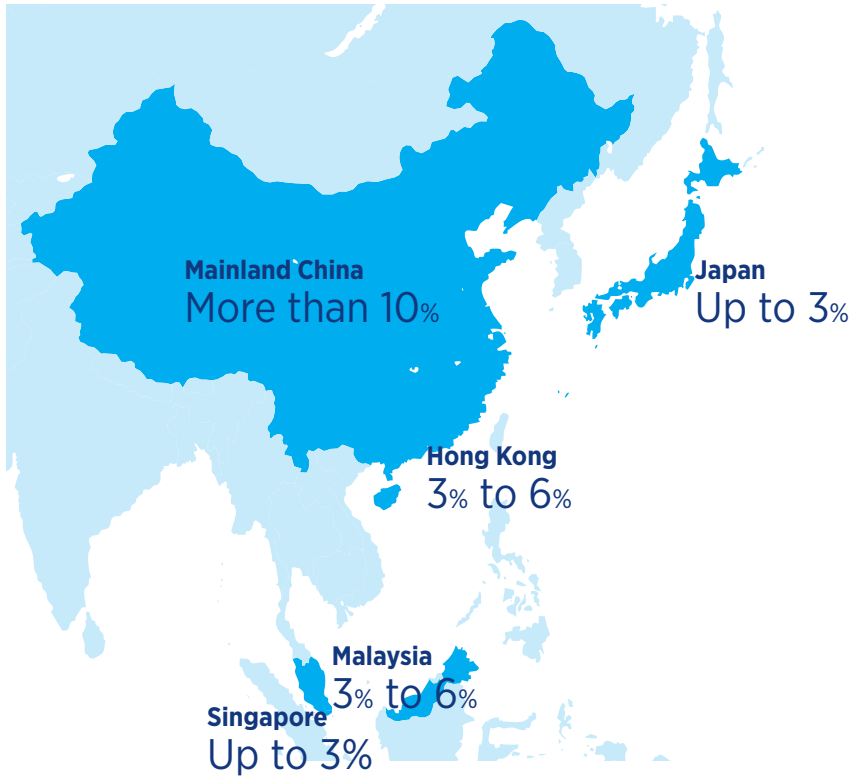 Mainland China
More than 10%
Japan
Up to 3%
Hong Kong
3% to 6%
Malaysia
3% to 6%
Singapore
Up to 3%